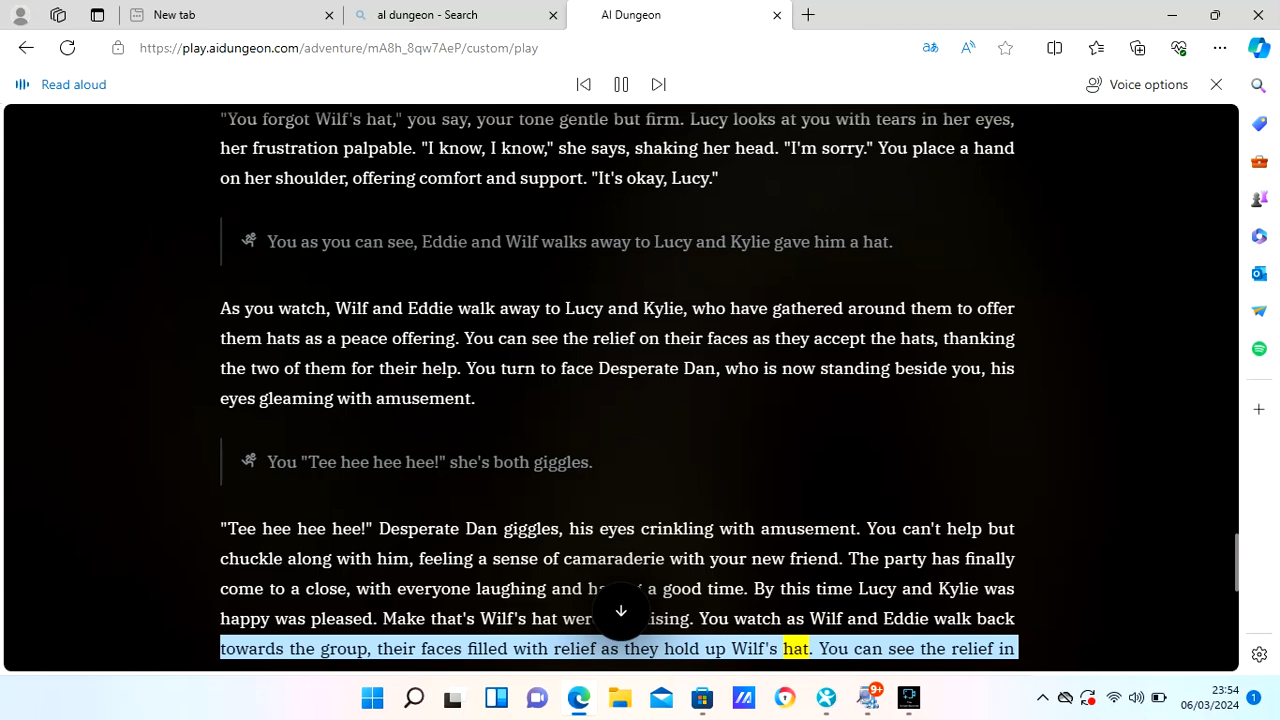 New tab
al dungeon - Search
AI Dungeon
https://play.aidungeon.com/adventure/mA8h_8qw7AeP/custom/play
Read aloud
Voice options
"You forgot Wilf's hat," you say, your tone gentle but firm. Lucy looks at you with tears in her eyes,
her frustration palpable. "I know, I know," she says, shaking her head. "I'm sorry." You place a hand
on her shoulder, offering comfort and support. "It's okay, Lucy."
You as you can see, Eddie and Wilf walks away to Lucy and Kylie gave him a hat.
As you watch, Wilf and Eddie walk away to Lucy and Kylie, who have gathered around them to offer
them hats as a peace offering. You can see the relief on their faces as they accept the hats, thanking
the two of them for their help. You turn to face Desperate Dan, who is now standing beside you, his
eyes gleaming with amusement.
You "Tee hee hee hee!" she's both giggles.
"Tee hee hee hee!" Desperate Dan giggles, his eyes crinkling with amusement. You can't help but
chuckle along with him, feeling a sense of camaraderie with your new friend. The party has finally
come to a close, with everyone laughing and a good time. By this time Lucy and Kylie was
happy was pleased. Make that's Wilf's hat You watch as Wilf and Eddie walk back
towards the group, their faces filled with relief as they hold up Wilf's hat. You can see the relief in
9+
23:54
06/03/2024
1